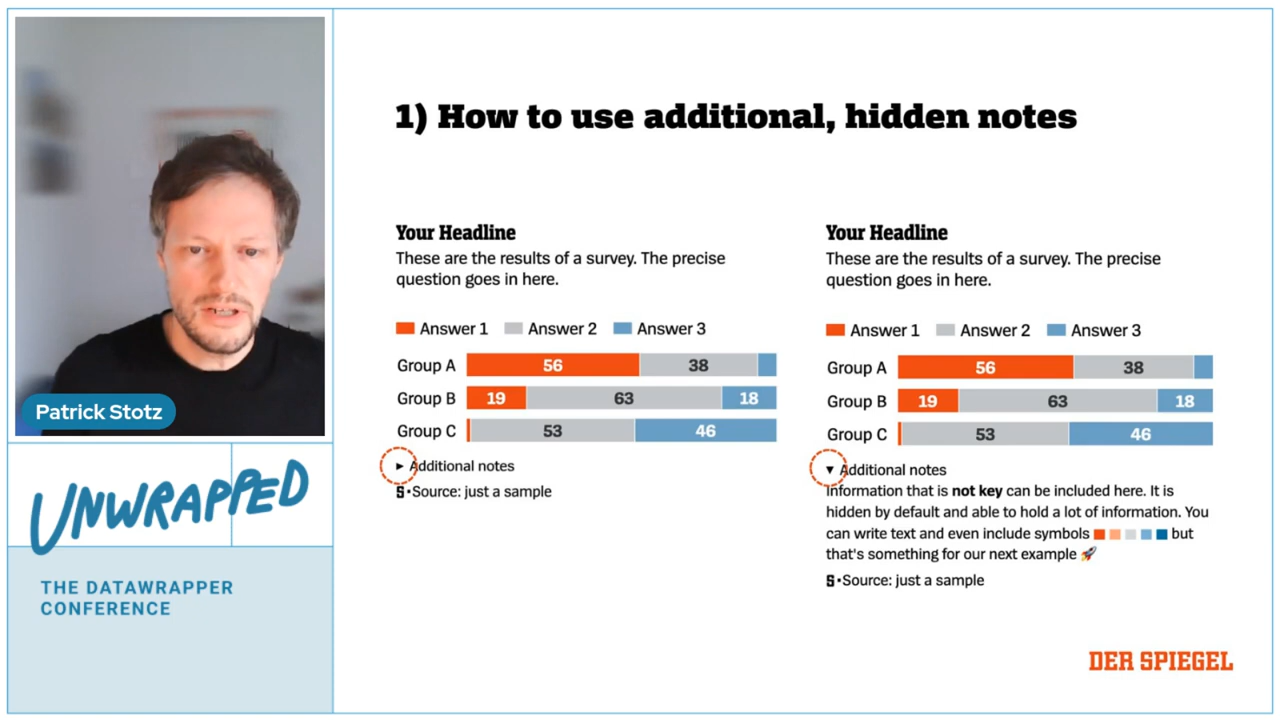 Patrick Stotz
UNWRAPPED
THE DATAWRAPPER
CONFERENCE
1) How to use additional, hidden notes
Your Headline
These are the results of a survey. The precise
question goes in here.
Answer 1 Answer 2 Answer 3
Group A 56 38
Group B 19 63 18
Group C 53 46
► Additional notes
S•Source: just a sample
Your Headline
These are the results of a survey. The precise
question goes in here.
Answer 1 Answer 2 Answer 3
Group A 56 38
Group B 19 63 18
Group C 53 46
▼ Additional notes
Information that is not key can be included here. It is
hidden by default and able to hold a lot of information. You
can write text and even include symbols but
that's something for our next example 🚀
S•Source: just a sample
DER SPIEGEL